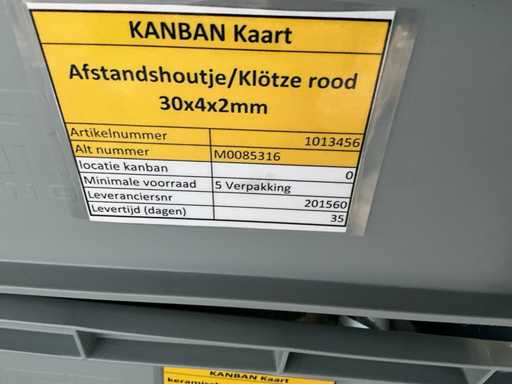 KANBAN Kaart
Afstandshoutje/Klötze rood
30x4x2mm
Artikelnummer 1013456
Alt nummer M0085316
locatie kanban 0
Minimale voorraad 5 Verpakking
Leveranciersnr 201560
Levertijd (dagen) 35
KANBAN Kaart